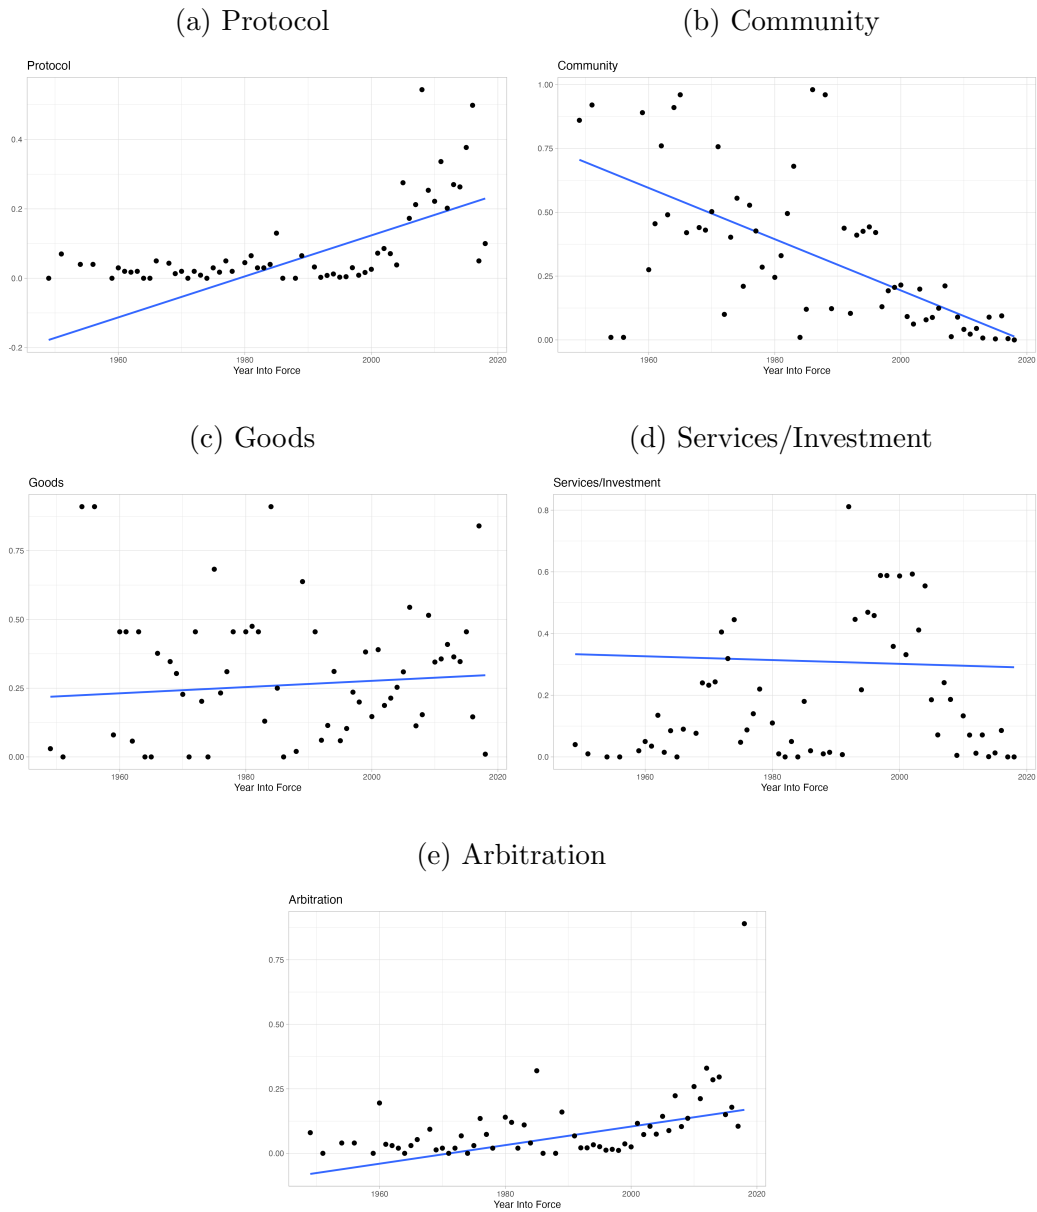 (a) Protocol
(b) Community
Protocol
0.4
0.2
0.0
-0.2
1960
1980
2000
2020
Year Into Force
Community
1.00
0.75
0.50
0.25
0.00
1960
1980
2000
2020
Year Into Force
(c) Goods
(d) Services/Investment
Goods
0.75
0.50
0.25
0.00
1960
1980
2000
2020
Year Into Force
Services/Investment
0.8
0.6
0.4
0.2
0.0
1960
1980
2000
2020
Year Into Force
(e) Arbitration
Arbitration
0.75
0.50
0.25
0.00
1960
1980
2000
2020
Year Into Force